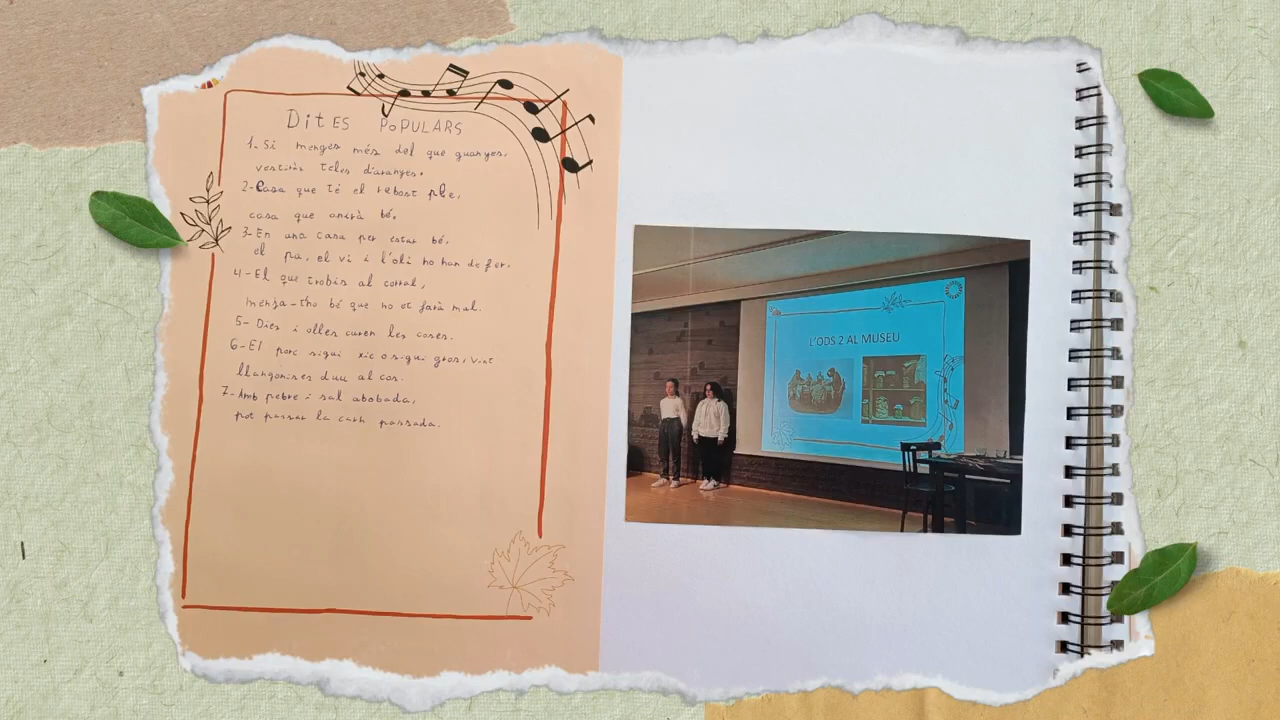 Dites Populars
1- Si menges més del que guanyes,
vestiràs teles d'aranyes.
2- Casa que té el rebost ple,
casa que anirà bé.
3- En una casa per estar bé,
el pa, el vi i l'oli ho han de fer.
4- El que trobis al corral,
menja-tho bé que no et farà mal.
5- Dies i olles curen les coses.
6- El porc sigui xic o sigui gros, vint
llangonises duu al cos.
7- Amb pebre i sal abobada,
pot passar la carn passada.
L'ODS 2 AL MUSEU